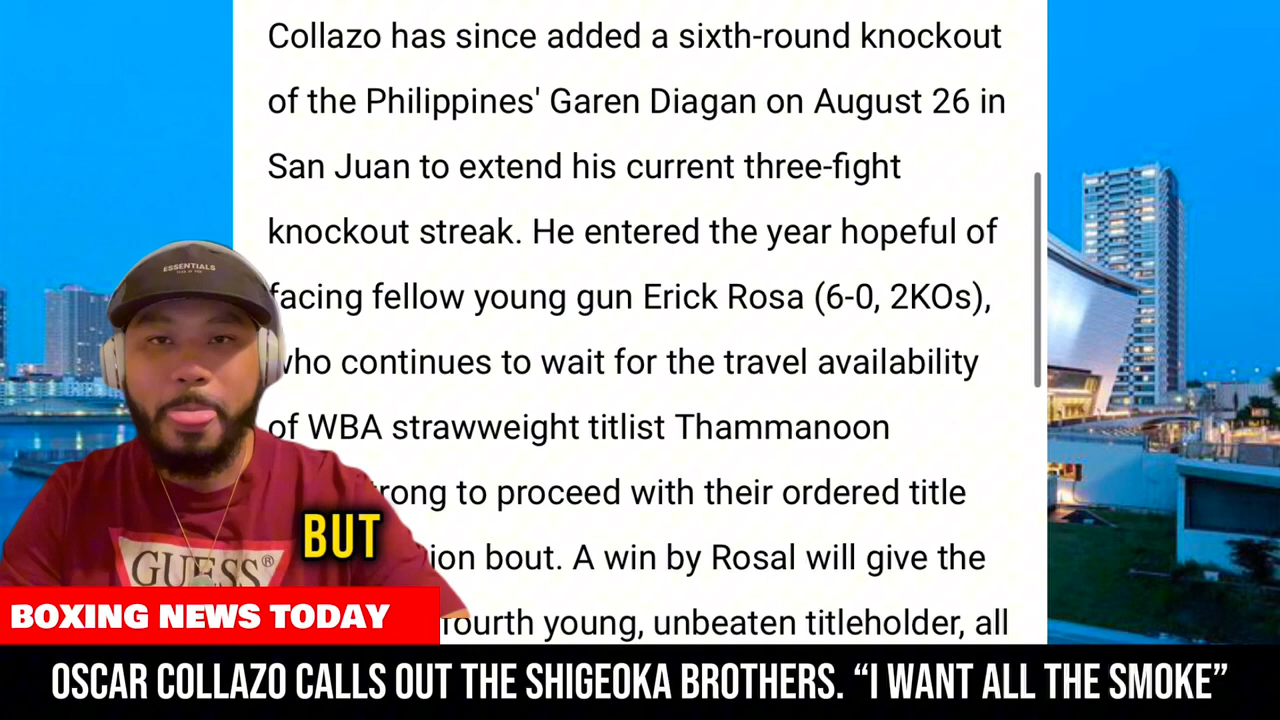 Collazo has since added a sixth-round knockout
of the Philippines' Garen Diagan on August 26 in
San Juan to extend his current three-fight
knockout streak. He entered the year hopeful of
facing fellow young gun Erick Rosa (6-0, 2KOs),
who continues to wait for the travel availability
of WBA strawweight titlist Thammanoon
rong to proceed with their ordered title
ion bout. A win by Rosal will give the
fourth young, unbeaten titleholder, all
ESSENTIALS
BUT
GUESS®
BOXING NEWS TODAY
OSCAR COLLAZO CALLS OUT THE SHIGEOKA BROTHERS. “I WANT ALL THE SMOKE”